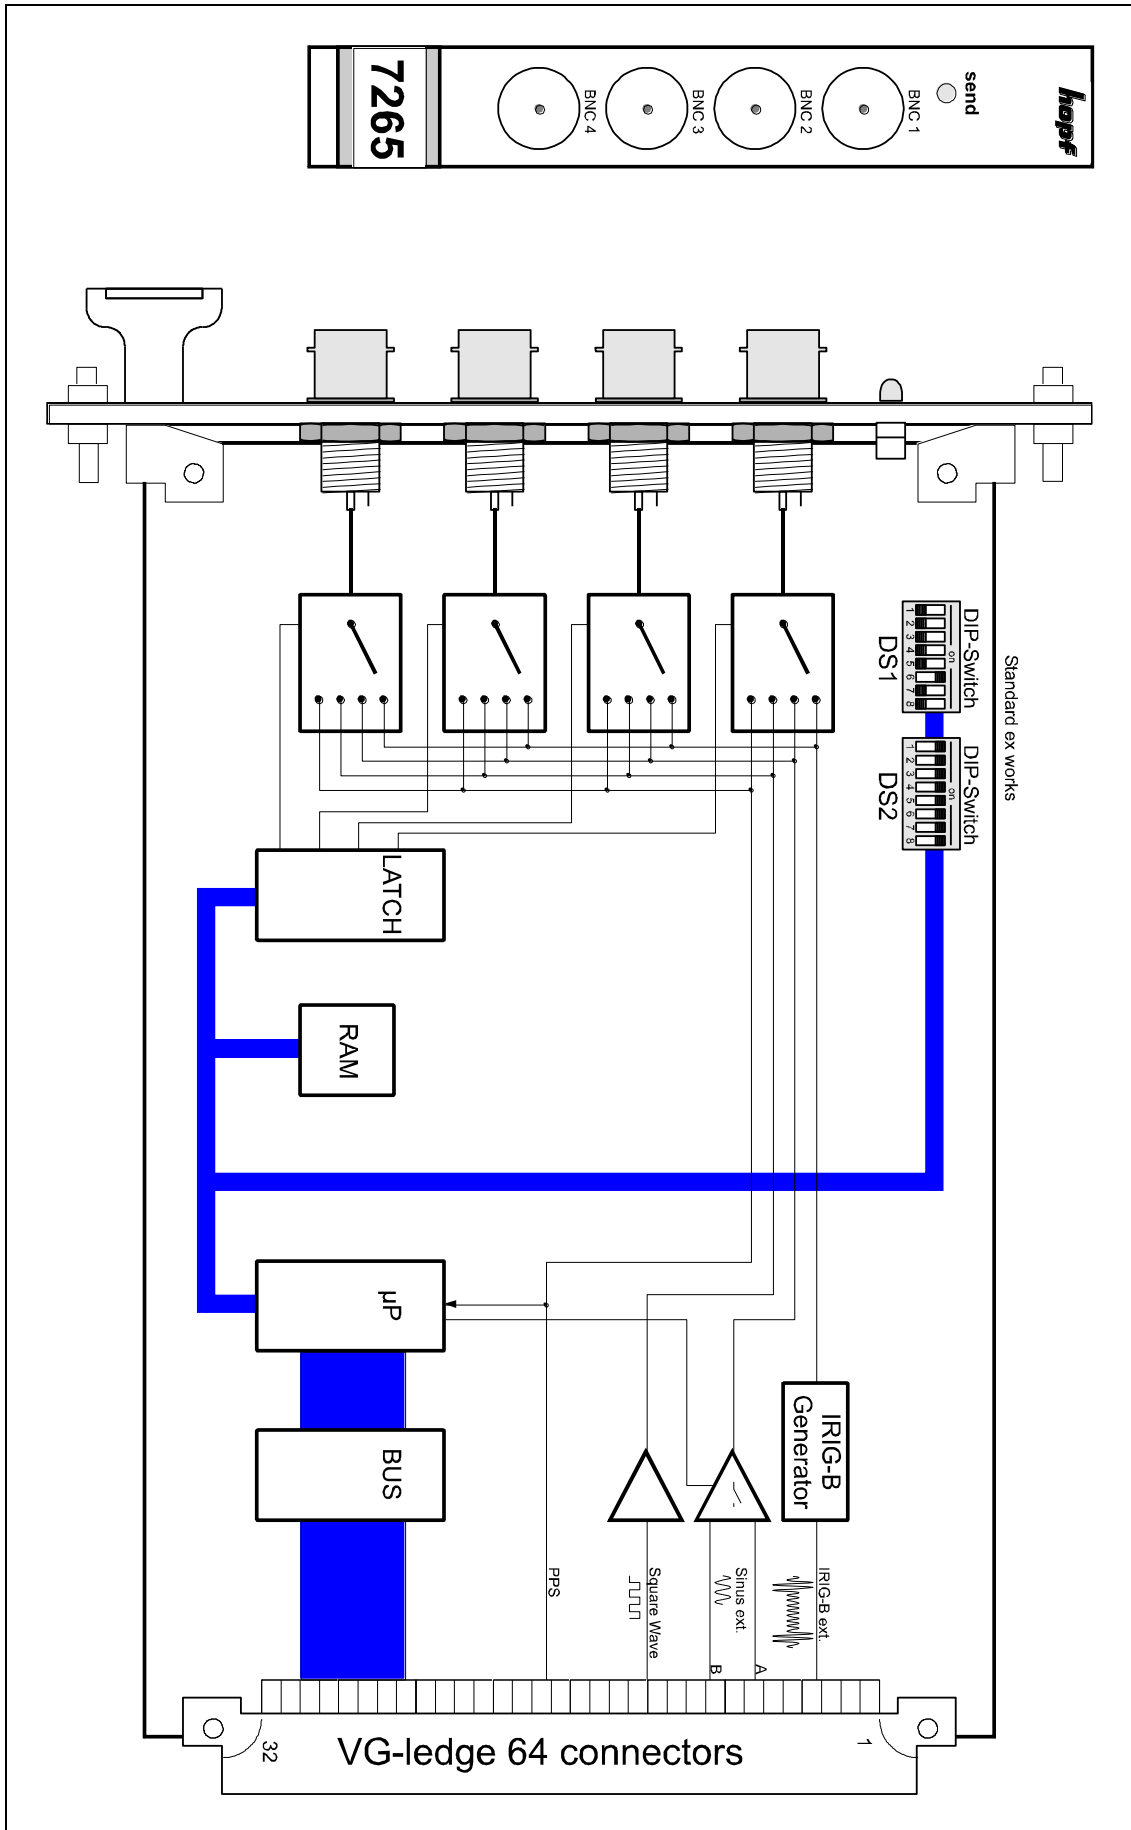 hopf
send
BNC 1
BNC 2
BNC 3
BNC 4
7265
Standard ex works
DIP-Switch
on
1
2
3
4
5
6
7
8
DS1
DIP-Switch
on
1
2
3
4
5
6
7
8
DS2
LATCH
RAM
µP
BUS
IRIG-B
Generator
IRIG-B ext.
Sinus ext.
A
B
Square Wave
PPS
32
VG-ledge 64 connectors
1